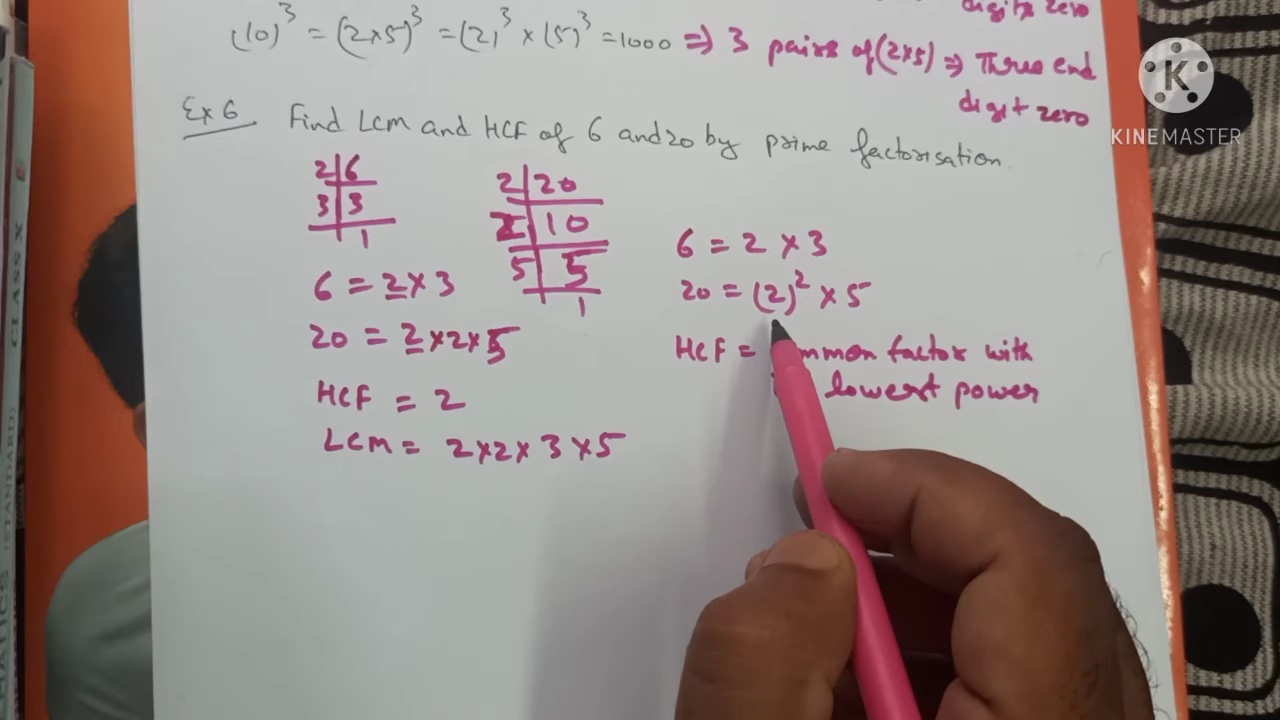 digits zero
(10)³ = (2×5)³ = (2)³ × (5)³ = 1000 ⇒ 3 pairs of (2×5) ⇒ Three end
digit zero
KINEMASTER
Ex 6 Find LCM and HCF of 6 and 20 by prime factorisation.
2 | 6
3 | 3
1
2 | 20
2 | 10
5 | 5
1
6 = 2 × 3
20 = 2×2×5
HCF = 2
LCM = 2×2×3×5
6 = 2 × 3
20 = (2)² × 5
HCF = mmon factor with
lowest power
CLASS X
(STANDARD)